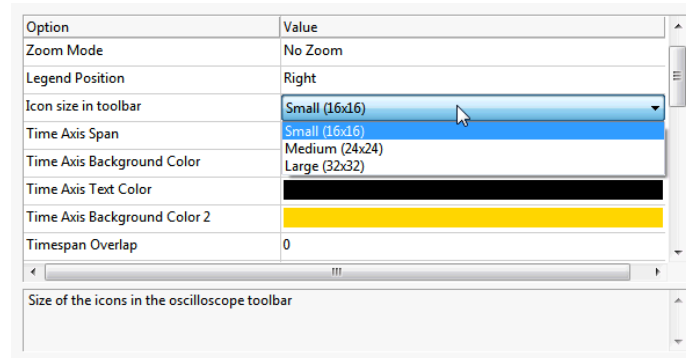 Option Value
Zoom Mode No Zoom
Legend Position Right
Icon size in toolbar Small (16x16)
Small (16x16)
Time Axis Span
Medium (24x24)
Time Axis Background Color
Large (32x32)
Time Axis Text Color
Time Axis Background Color 2
Timespan Overlap 0
Size of the icons in the oscilloscope toolbar